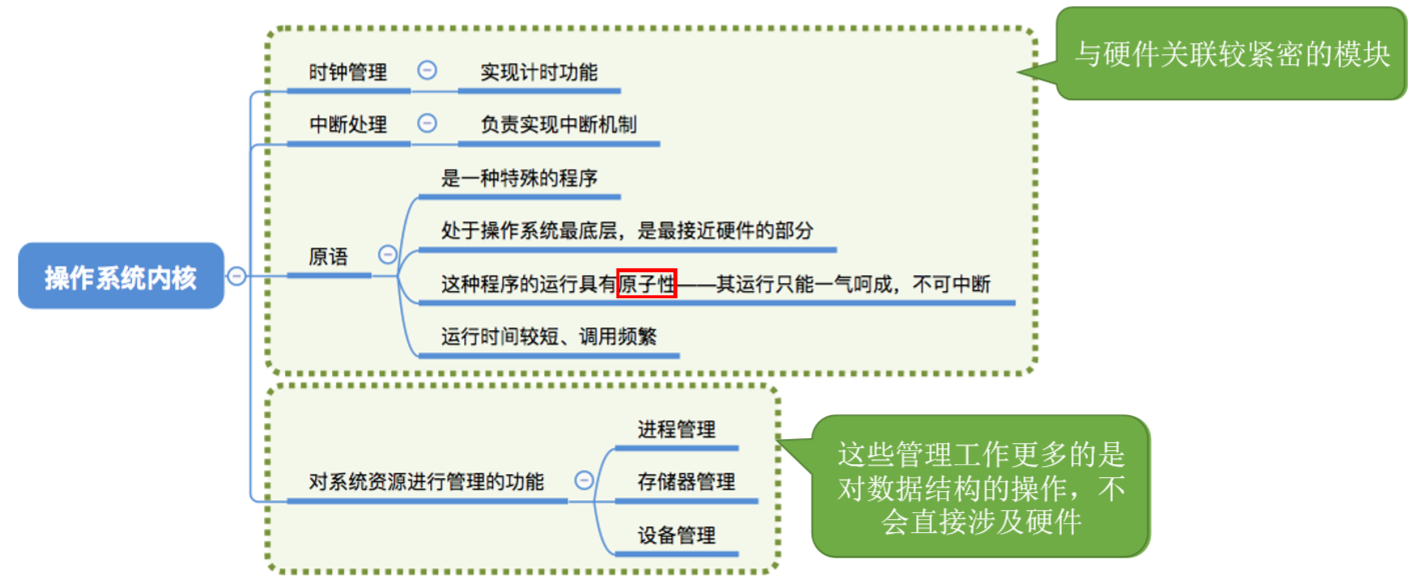 与硬件关联较紧密的模块
时钟管理
实现计时功能
中断处理
负责实现中断机制
是一种特殊的程序
处于操作系统最底层，是最接近硬件的部分
原语
这种程序的运行具有原子性——其运行只能一气呵成，不可中断
运行时间较短、调用频繁
操作系统内核
对系统资源进行管理的功能
进程管理
存储器管理
设备管理
这些管理工作更多的是
对数据结构的操作，不
会直接涉及硬件